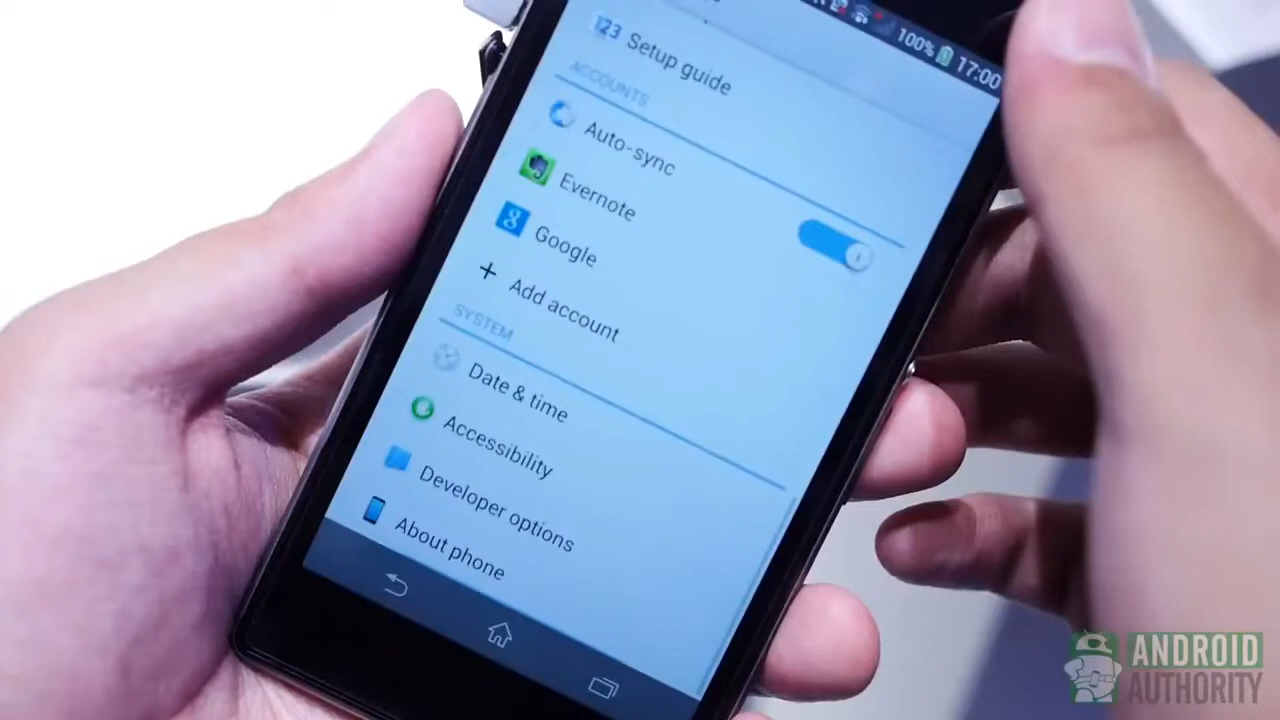 100% 17:00
123 Setup guide
ACCOUNTS
Auto-sync
Evernote
8 Google
+ Add account
SYSTEM
Date & time
Accessibility
Developer options
About phone
ANDROID
AUTHORITY